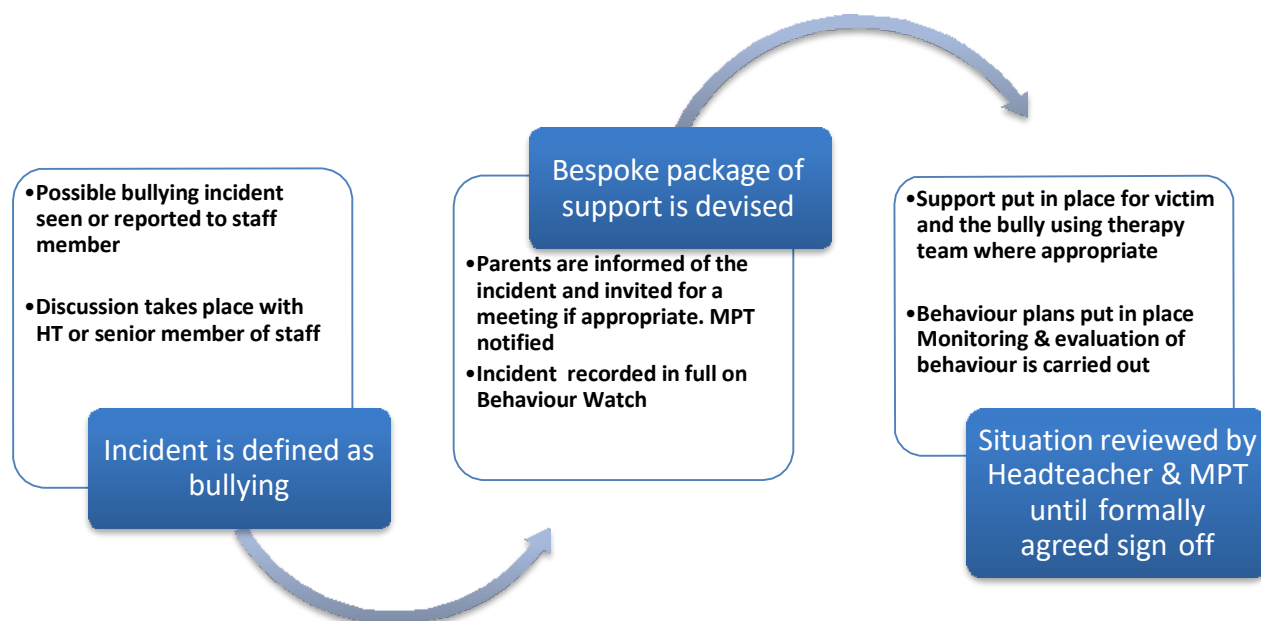 •Possible bullying incident
seen or reported to staff
member
•Discussion takes place with
HT or senior member of staff
Incident is defined as
bullying
Bespoke package of
support is devised
•Parents are informed of the
incident and invited for a
meeting if appropriate. MPT
notified
•Incident recorded in full on
Behaviour Watch
•Support put in place for victim
and the bully using therapy
team where appropriate
•Behaviour plans put in place
Monitoring & evaluation of
behaviour is carried out
Situation reviewed by
Headteacher & MPT
until formally
agreed sign off